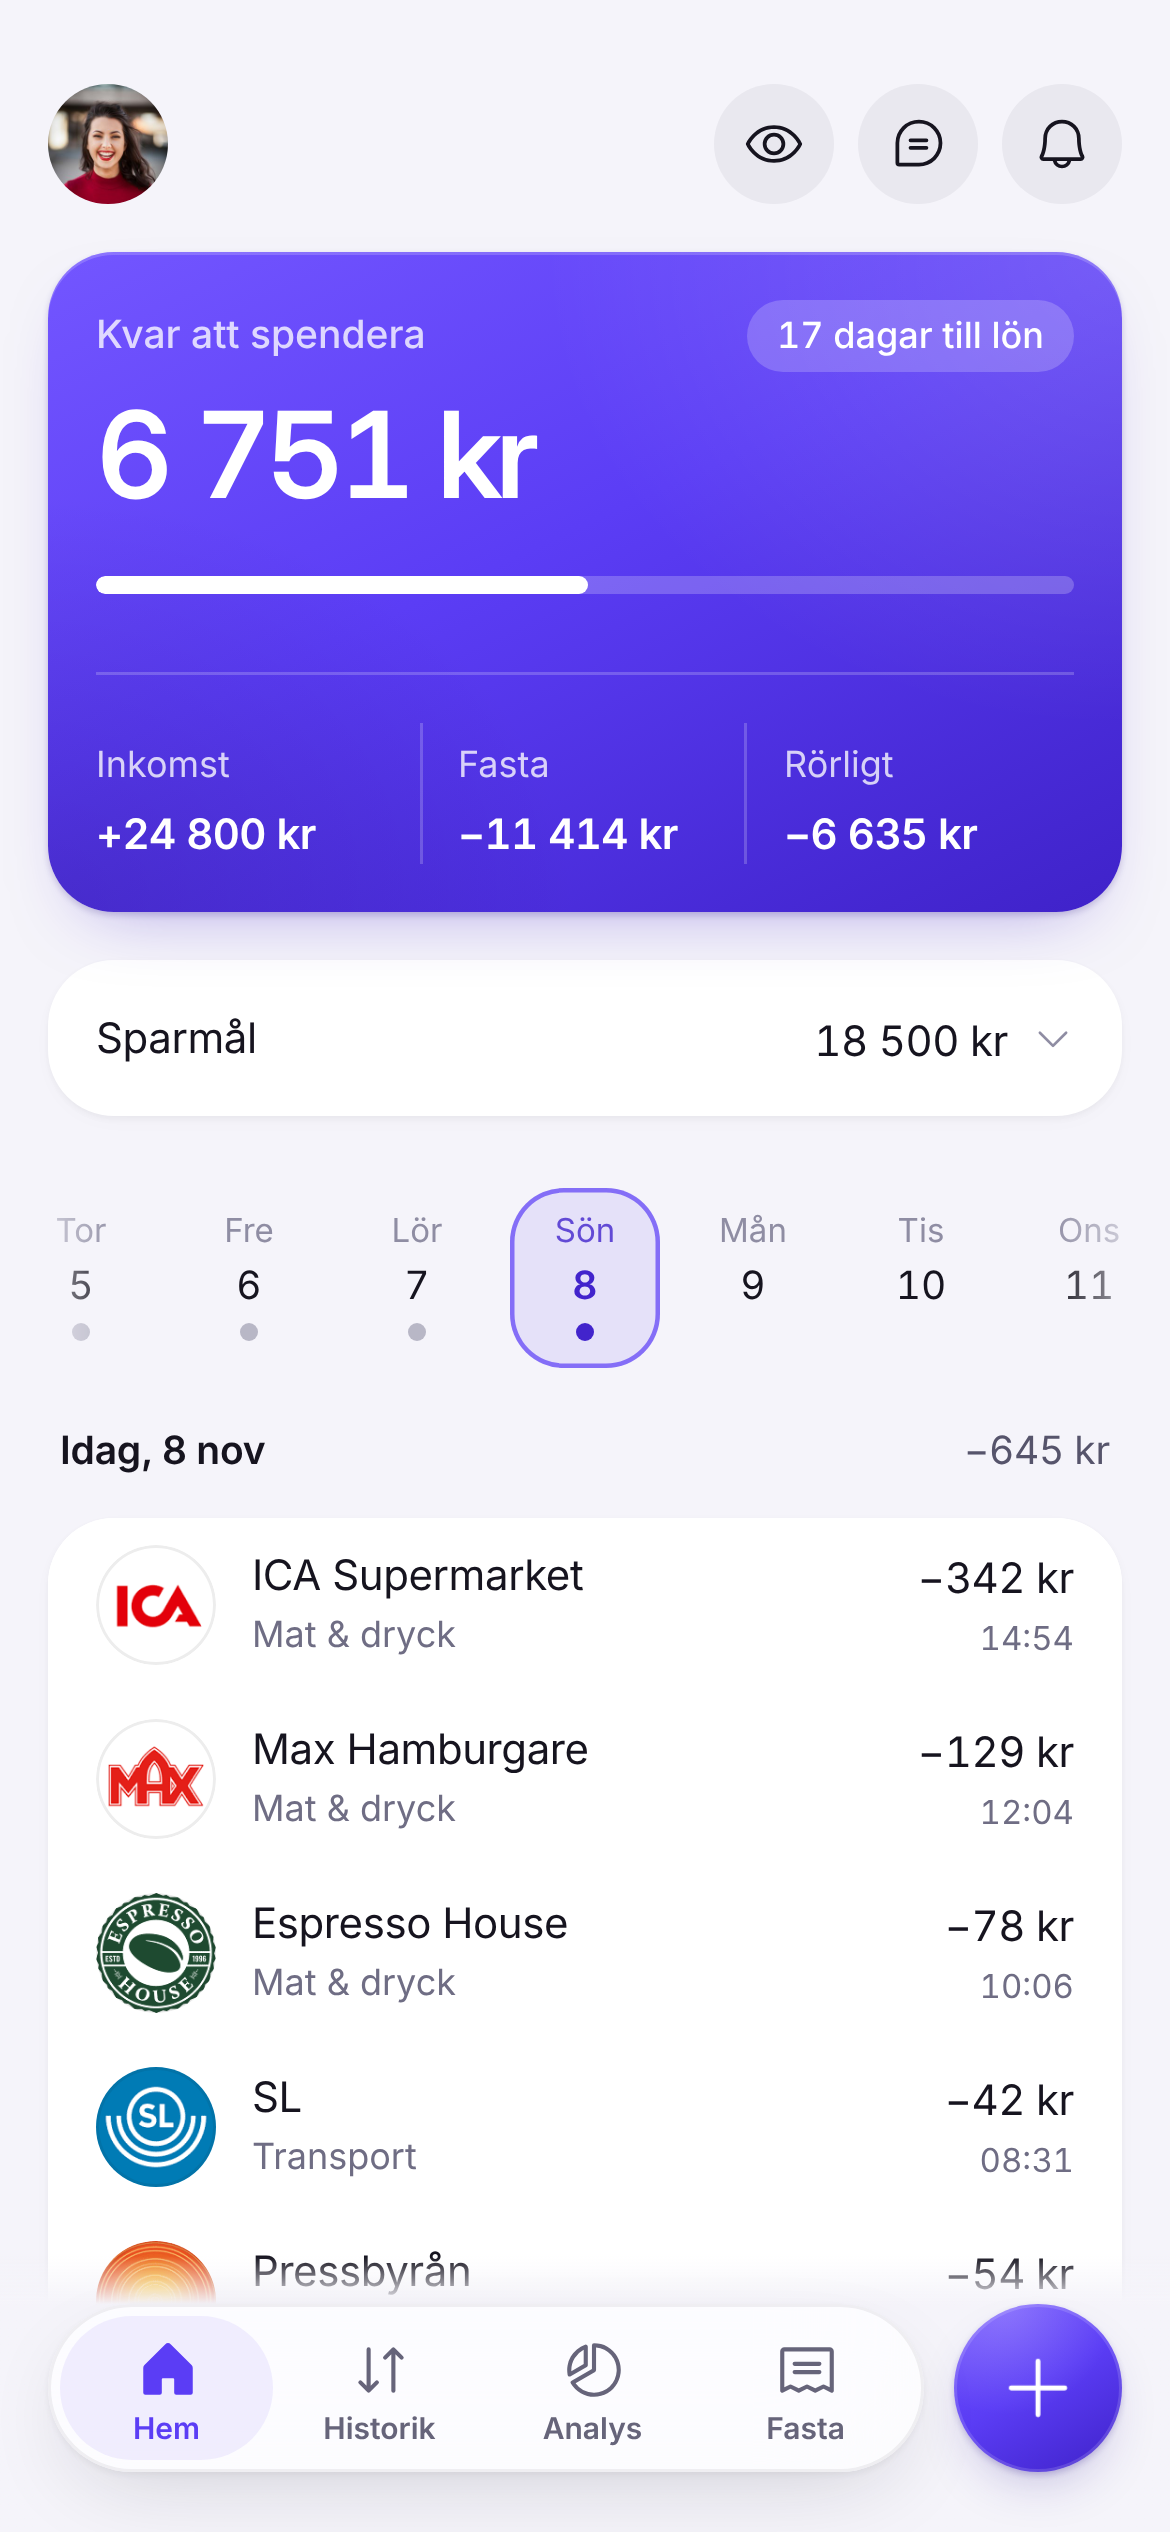 Kvar att spendera
17 dagar till lön
6 751 kr
Inkomst
Fasta
Rörligt
+24 800 kr
−11 414 kr
−6 635 kr
Sparmål
18 500 kr
Tor
Fre
Lör
Sön
Mån
Tis
Ons
5
6
7
8
9
10
11
Idag, 8 nov
−645 kr
ICA
ICA Supermarket
−342 kr
Mat & dryck
14:54
MAX
Max Hamburgare
−129 kr
Mat & dryck
12:04
ESPRESSO
ESTD
1996
HOUSE
Espresso House
−78 kr
Mat & dryck
10:06
SL
SL
−42 kr
Transport
08:31
Pressbyrån
−54 kr
Hem
Historik
Analys
Fasta